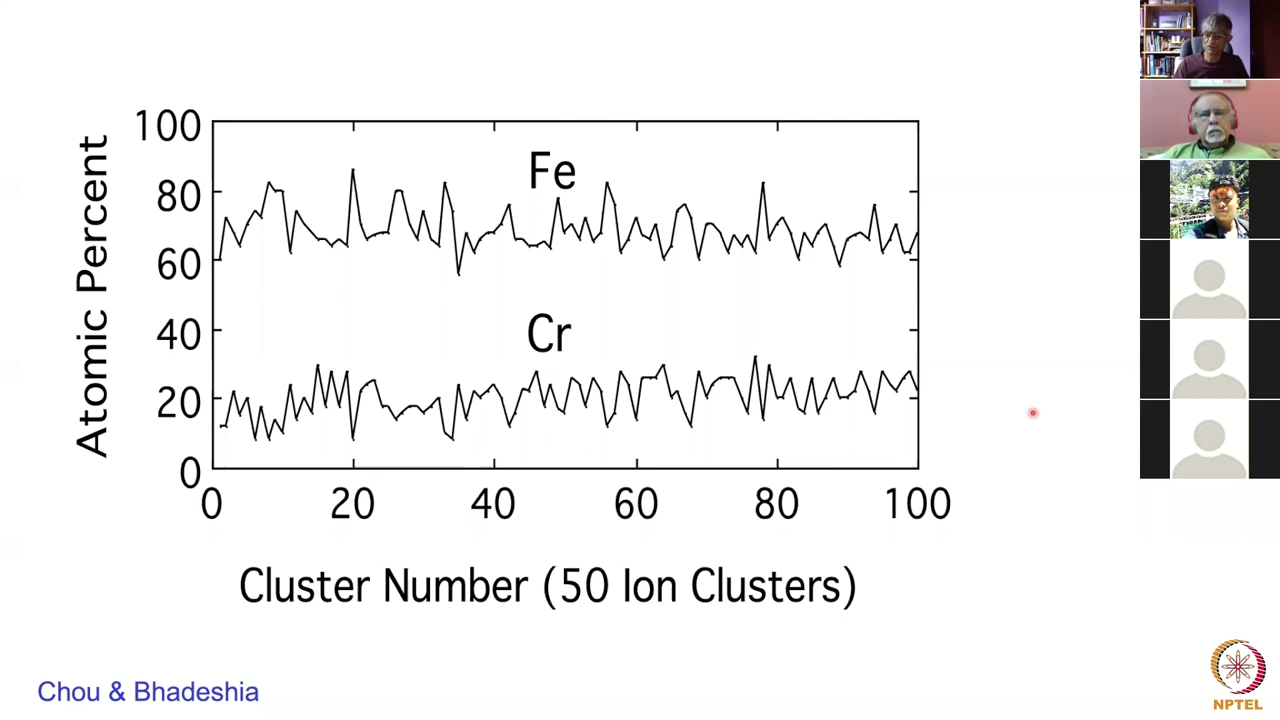 100
80
60
40
20
0
Atomic Percent
Fe
Cr
0 20 40 60 80 100
Cluster Number (50 Ion Clusters)
Chou & Bhadeshia
NPTEL